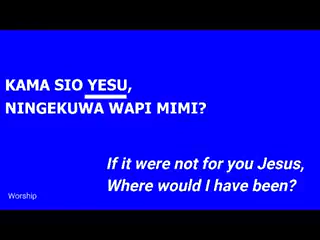 KAMA SIO YESU,
NINGEKUWA WAPI MIMI?
If it were not for you Jesus,
Where would I have been?
Worship